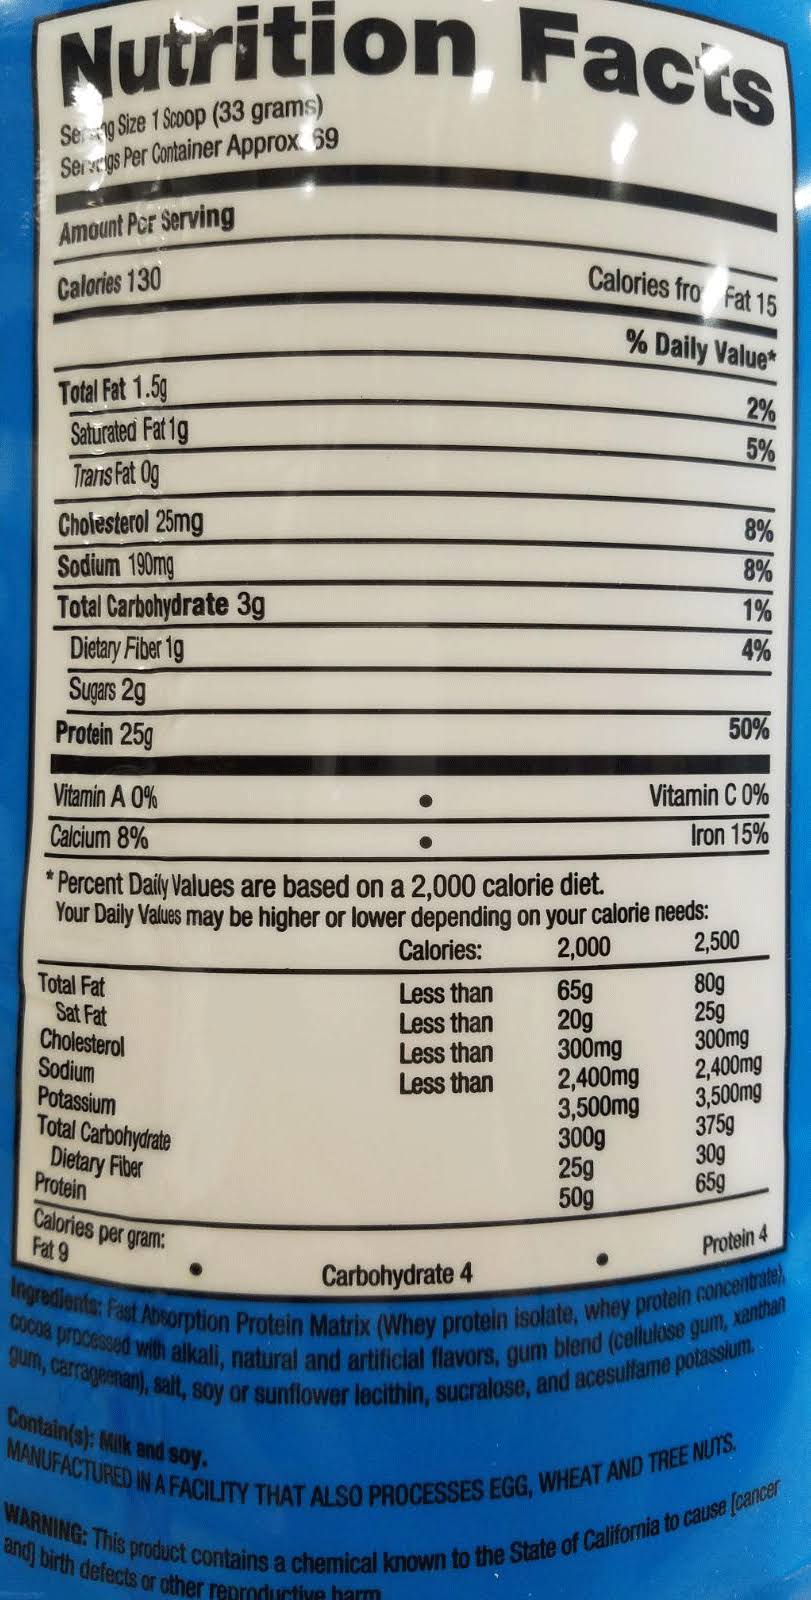 Nutrition Facts
Serving Size 1 Scoop (33 grams)
Servings Per Container Approx. 69
Amount Per Serving
Calories 130 Calories from Fat 15
% Daily Value*
Total Fat 1.5g 2%
Saturated Fat 1g 5%
Trans Fat 0g
Cholesterol 25mg 8%
Sodium 190mg 8%
Total Carbohydrate 3g 1%
Dietary Fiber 1g 4%
Sugars 2g
Protein 25g 50%
Vitamin A 0% • Vitamin C 0%
Calcium 8% • Iron 15%
* Percent Daily Values are based on a 2,000 calorie diet.
Your Daily Values may be higher or lower depending on your calorie needs:
Calories: 2,000 2,500
Total Fat Less than 65g 80g
Sat Fat Less than 20g 25g
Cholesterol Less than 300mg 300mg
Sodium Less than 2,400mg 2,400mg
Potassium 3,500mg 3,500mg
Total Carbohydrate 300g 375g
Dietary Fiber 25g 30g
Protein 50g 65g
Calories per gram:
Fat 9 • Carbohydrate 4 • Protein 4
Ingredients: Fast Absorption Protein Matrix (Whey protein isolate, whey protein concentrate),
cocoa processed with alkali, natural and artificial flavors, gum blend (cellulose gum, xanthan
gum, carrageenan), salt, soy or sunflower lecithin, sucralose, and acesulfame potassium.
Contain(s): Milk and soy.
MANUFACTURED IN A FACILITY THAT ALSO PROCESSES EGG, WHEAT AND TREE NUTS.
WARNING: This product contains a chemical known to the State of California to cause [cancer
and] birth defects or other reproductive harm